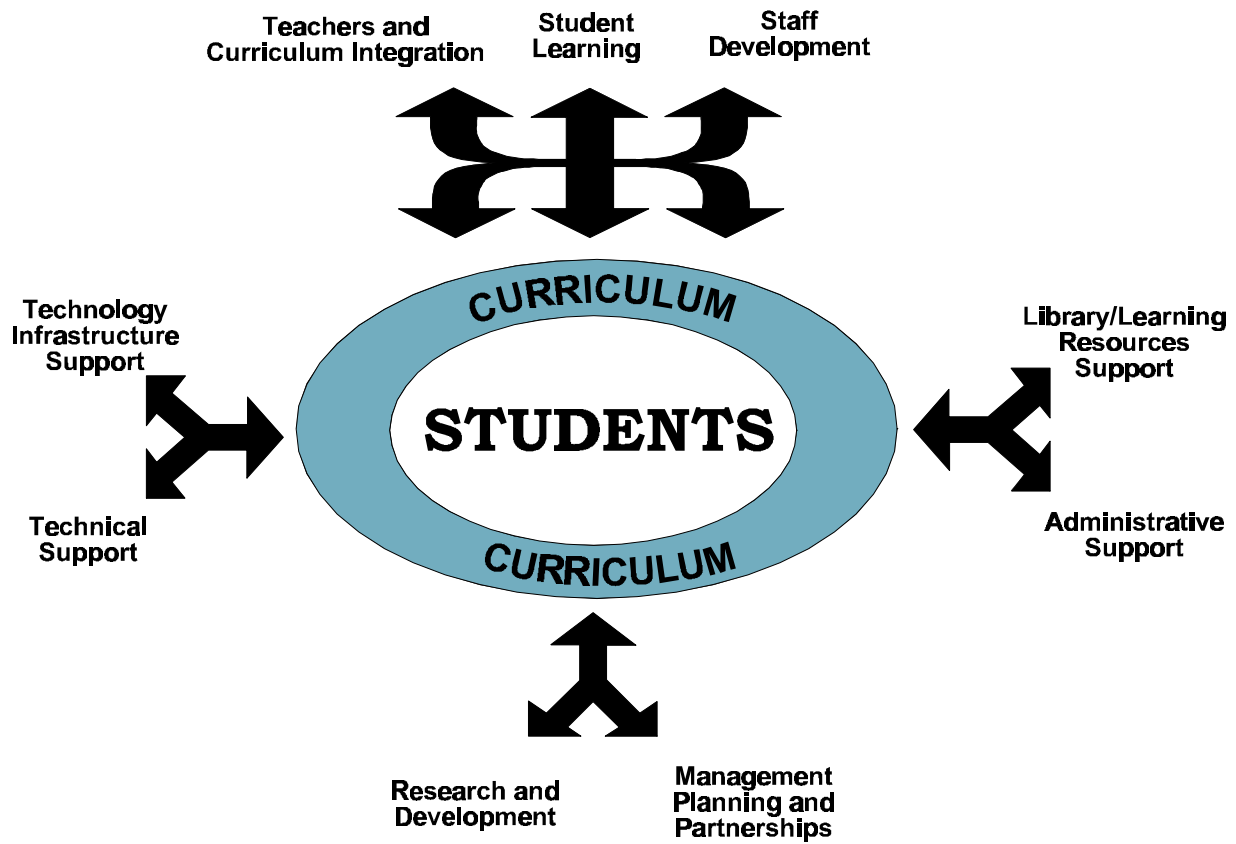 Teachers and
Curriculum Integration
Student
Learning
Staff
Development
CURRICULUM
Technology
Infrastructure
Support
Library/Learning
Resources
Support
STUDENTS
Technical
Support
Administrative
Support
CURRICULUM
Research and
Development
Management
Planning and
Partnerships